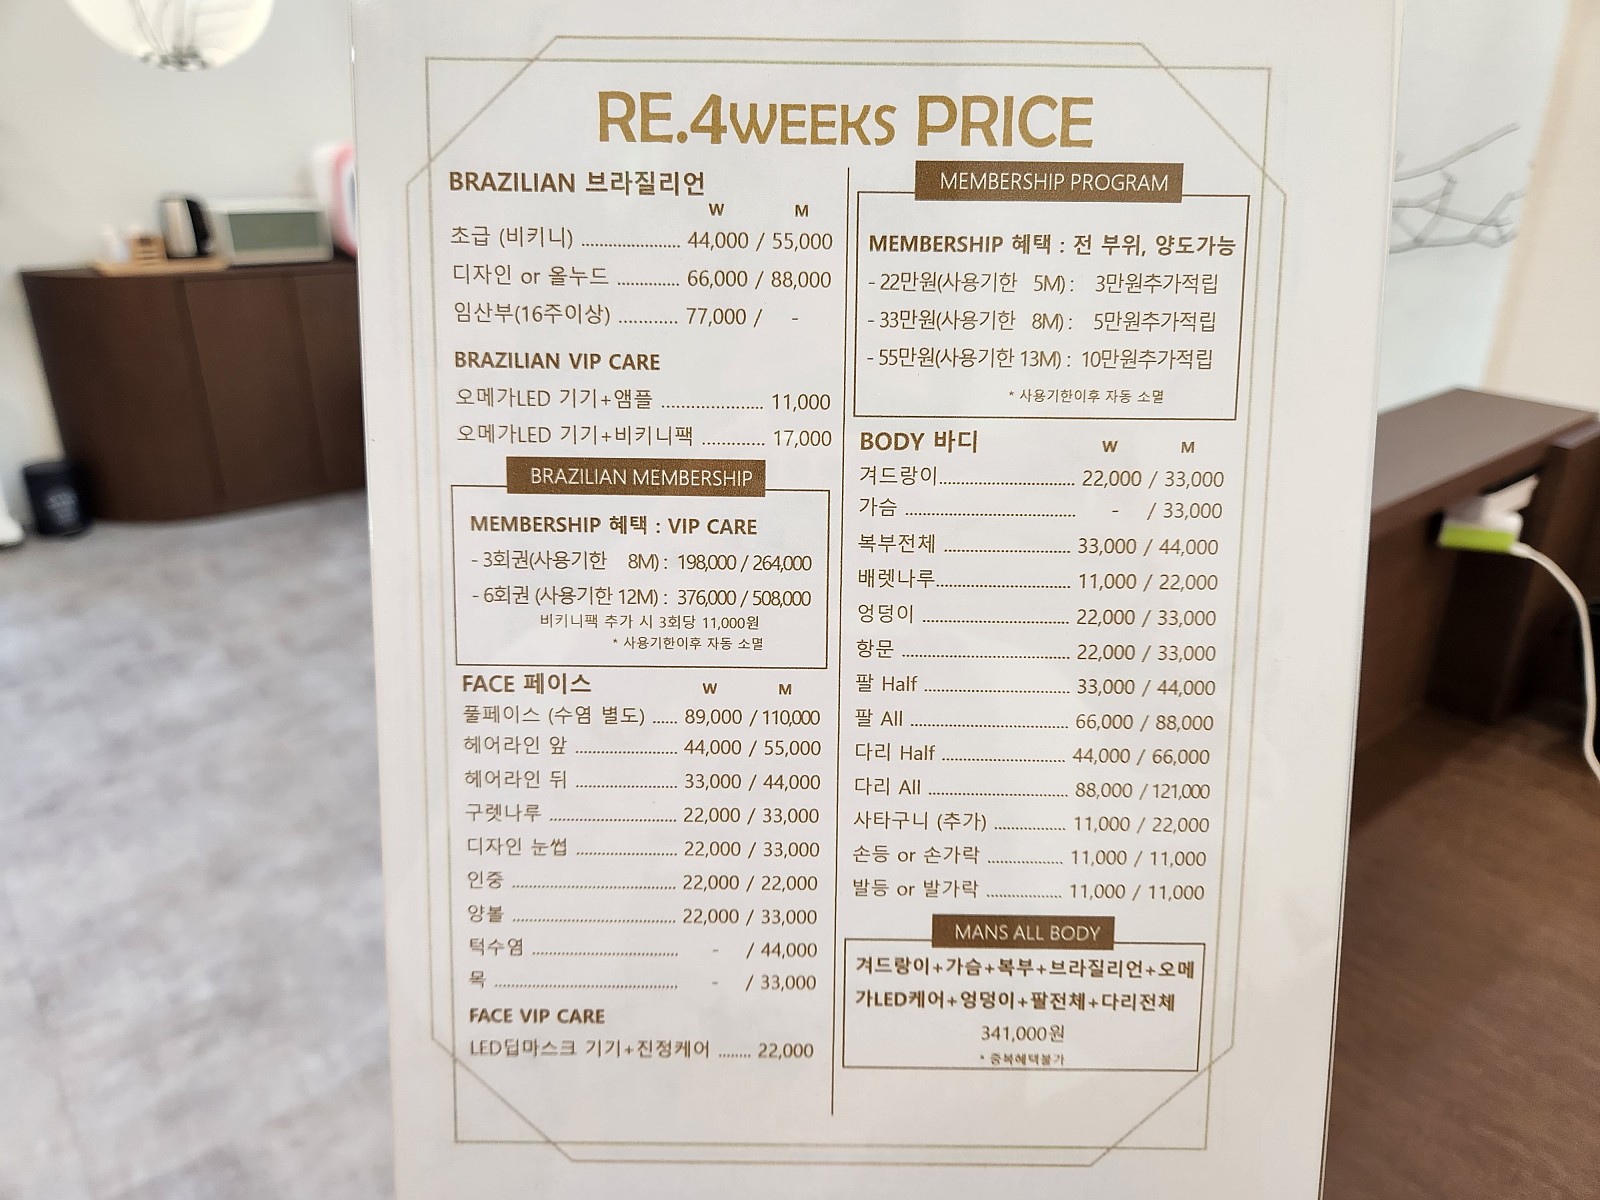 RE.4WEEKS PRICE
BRAZILIAN 브라질리언
W M
초급 (비키니) ...................... 44,000 / 55,000
디자인 or 올누드 .............. 66,000 / 88,000
임산부(16주이상) ............ 77,000 / -
BRAZILIAN VIP CARE
오메가LED 기기+앰플 ...................... 11,000
오메가LED 기기+비키니팩 ............. 17,000
BRAZILIAN MEMBERSHIP
MEMBERSHIP 혜택 : VIP CARE
- 3회권(사용기한 8M) : 198,000 / 264,000
- 6회권 (사용기한 12M) : 376,000 / 508,000
비키니팩 추가 시 3회당 11,000원
* 사용기한이후 자동 소멸
FACE 페이스
W M
풀페이스 (수염 별도) ...... 89,000 / 110,000
헤어라인 앞 ........................ 44,000 / 55,000
헤어라인 뒤 ........................ 33,000 / 44,000
구렛나루 .............................. 22,000 / 33,000
디자인 눈썹 ........................ 22,000 / 33,000
인중 ...................................... 22,000 / 22,000
양볼 ...................................... 22,000 / 33,000
턱수염 .................................. - / 44,000
목 .......................................... - / 33,000
FACE VIP CARE
LED딥마스크 기기+진정케어 ........ 22,000
MEMBERSHIP PROGRAM
MEMBERSHIP 혜택 : 전 부위, 양도가능
- 22만원(사용기한 5M) : 3만원추가적립
- 33만원(사용기한 8M) : 5만원추가적립
- 55만원(사용기한 13M) : 10만원추가적립
* 사용기한이후 자동 소멸
BODY 바디
W M
겨드랑이.............................. 22,000 / 33,000
가슴 ...................................... - / 33,000
복부전체 ............................ 33,000 / 44,000
배렛나루.............................. 11,000 / 22,000
엉덩이 ................................ 22,000 / 33,000
항문 ..................................... 22,000 / 33,000
팔 Half ................................ 33,000 / 44,000
팔 All ................................... 66,000 / 88,000
다리 Half ............................ 44,000 / 66,000
다리 All .............................. 88,000 / 121,000
사타구니 (추가) ................ 11,000 / 22,000
손등 or 손가락 ................. 11,000 / 11,000
발등 or 발가락 ................. 11,000 / 11,000
MANS ALL BODY
겨드랑이+가슴+복부+브라질리언+오메
가LED케어+엉덩이+팔전체+다리전체
341,000원
* 중복혜택불가